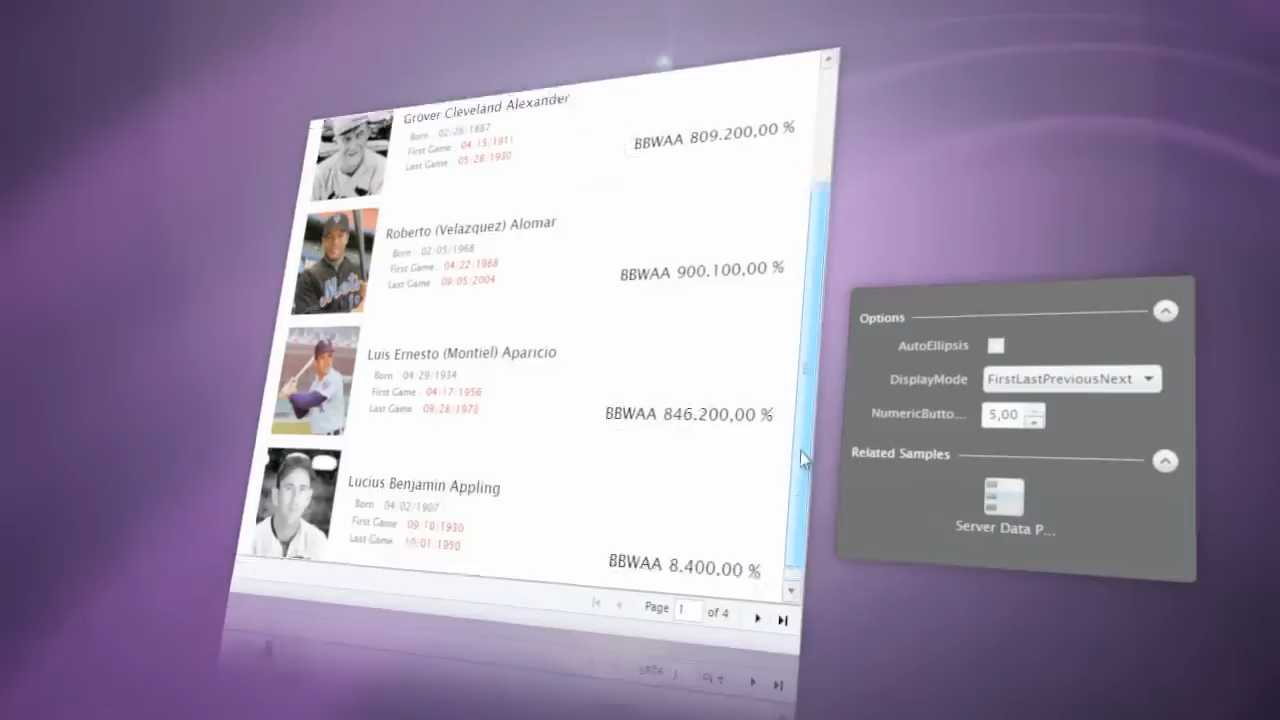 Grover Cleveland Alexander
Born 02/26/1887
First Game 04/15/1911
Last Game 05/28/1930
BBWAA 809.200,00 %
Roberto (Velazquez) Alomar
Born 02/05/1968
First Game 04/22/1988
Last Game 09/05/2004
BBWAA 900.100,00 %
Luis Ernesto (Montiel) Aparicio
Born 04/29/1934
First Game 04/17/1956
Last Game 09/28/1973
BBWAA 846.200,00 %
Lucius Benjamin Appling
Born 04/02/1907
First Game 09/10/1930
Last Game 10/01/1950
BBWAA 8.400,00 %
Page 1 of 4
Options
AutoEllipsis
DisplayMode FirstLastPreviousNext
NumericButto... 5,00
Related Samples
Server Data P...